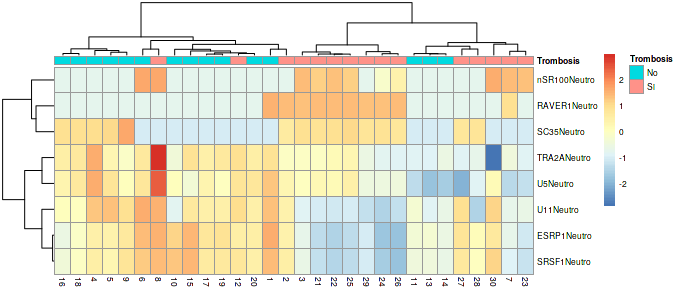 Trombosis
nSR100Neutro
RAVER1Neutro
SC35Neutro
TRA2ANeutro
U5Neutro
U11Neutro
ESRP1Neutro
SRSF1Neutro
16 18 4 5 9 6 8 10 15 17 19 12 20 1 2 3 21 22 25 29 24 26 11 13 14 27 28 30 7 23
2
1
0
-1
-2
Trombosis
No
SI